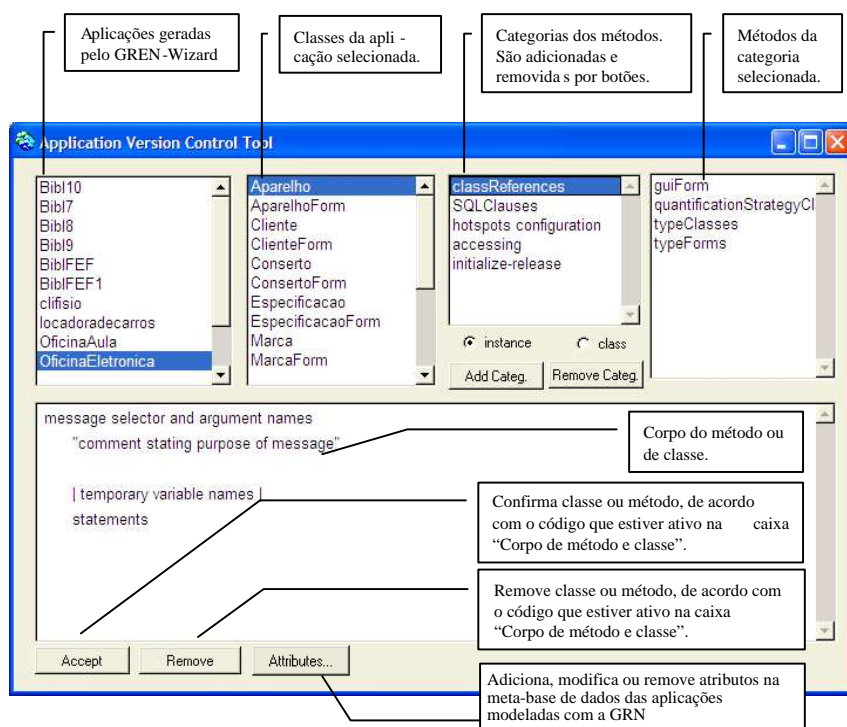 Aplicações geradas
pelo GREN-Wizard
Classes da apli -
cação selecionada.
Categorias dos métodos.
São adicionadas e
removida s por botões.
Métodos da
categoria
selecionada.
Application Version Control Tool
Bibl10
Bibl7
Bibl8
Bibl9
BiblFEF
BiblFEF1
clifisio
locadoradecarros
OficinaAula
OficinaEletronica
Aparelho
AparelhoForm
Cliente
ClienteForm
Conserto
ConsertoForm
Especificacao
EspecificacaoForm
Marca
MarcaForm
classReferences
SQLClauses
hotspots configuration
accessing
initialize-release
instance class
Add Categ. Remove Categ.
guiForm
quantificationStrategyCl
typeClasses
typeForms
message selector and argument names
"comment stating purpose of message"
| temporary variable names |
statements
Corpo do método ou
de classe.
Confirma classe ou método, de acordo
com o código que estiver ativo na caixa
“Corpo de método e classe”.
Remove classe ou método, de acordo com
o código que estiver ativo na caixa
“Corpo de método e classe”.
Accept Remove Attributes...
Adiciona, modifica ou remove atributos na
meta-base de dados das aplicações
modeladas com a GRN